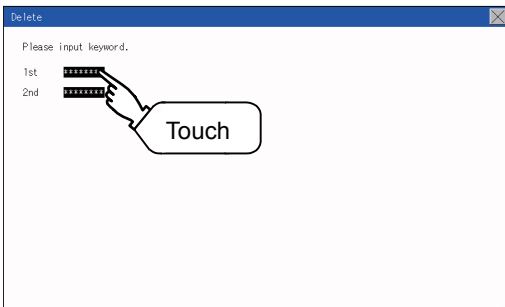 Delete
Please input keyword.
1st ********
2nd ********
Touch